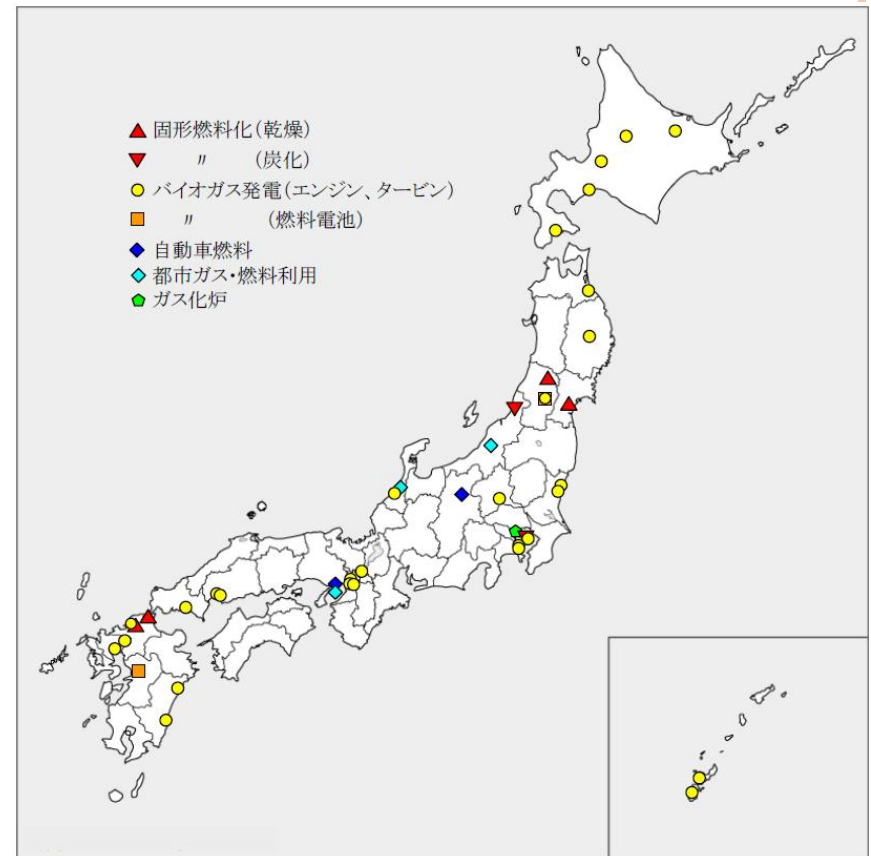 固形燃料化(乾燥)
〃 (炭化)
バイオガス発電(エンジン、タービン)
〃 (燃料電池)
自動車燃料
都市ガス・燃料利用
ガス化炉